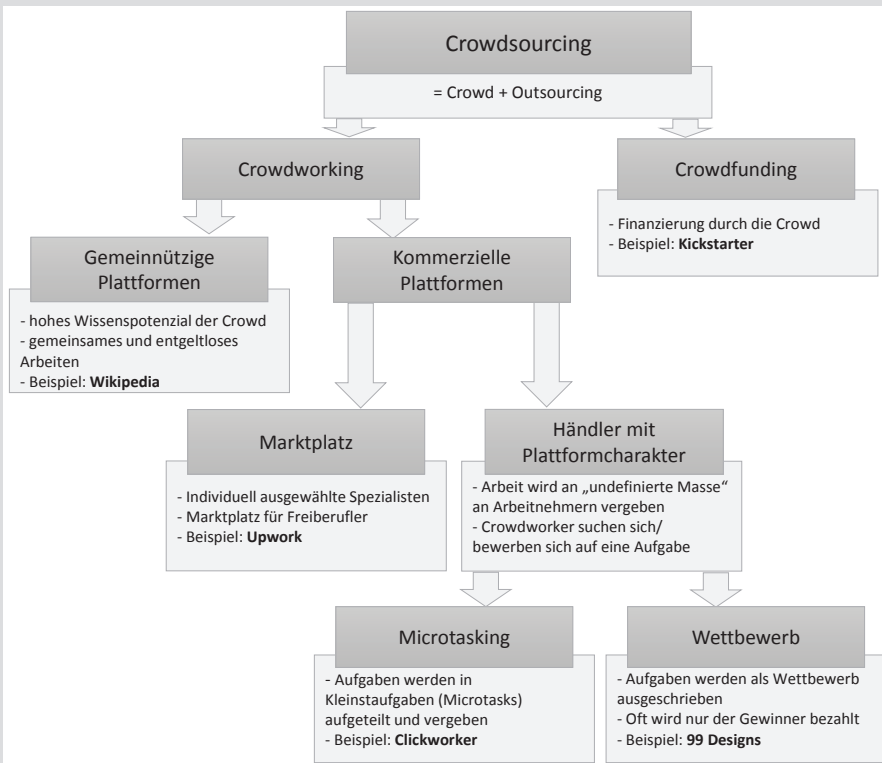 Crowdsourcing
= Crowd + Outsourcing
Crowdworking
Crowdfunding
- Finanzierung durch die Crowd
- Beispiel: Kickstarter
Gemeinnützige
Plattformen
- hohes Wissenspotenzial der Crowd
- gemeinsames und entgeltloses
Arbeiten
- Beispiel: Wikipedia
Kommerzielle
Plattformen
Marktplatz
- Individuell ausgewählte Spezialisten
- Marktplatz für Freiberufler
- Beispiel: Upwork
Händler mit
Plattformcharakter
- Arbeit wird an „undefinierte Masse“
an Arbeitnehmern vergeben
- Crowdworker suchen sich/
bewerben sich auf eine Aufgabe
Microtasking
- Aufgaben werden in
Kleinstaufgaben (Microtasks)
aufgeteilt und vergeben
- Beispiel: Clickworker
Wettbewerb
- Aufgaben werden als Wettbewerb
ausgeschrieben
- Oft wird nur der Gewinner bezahlt
- Beispiel: 99 Designs